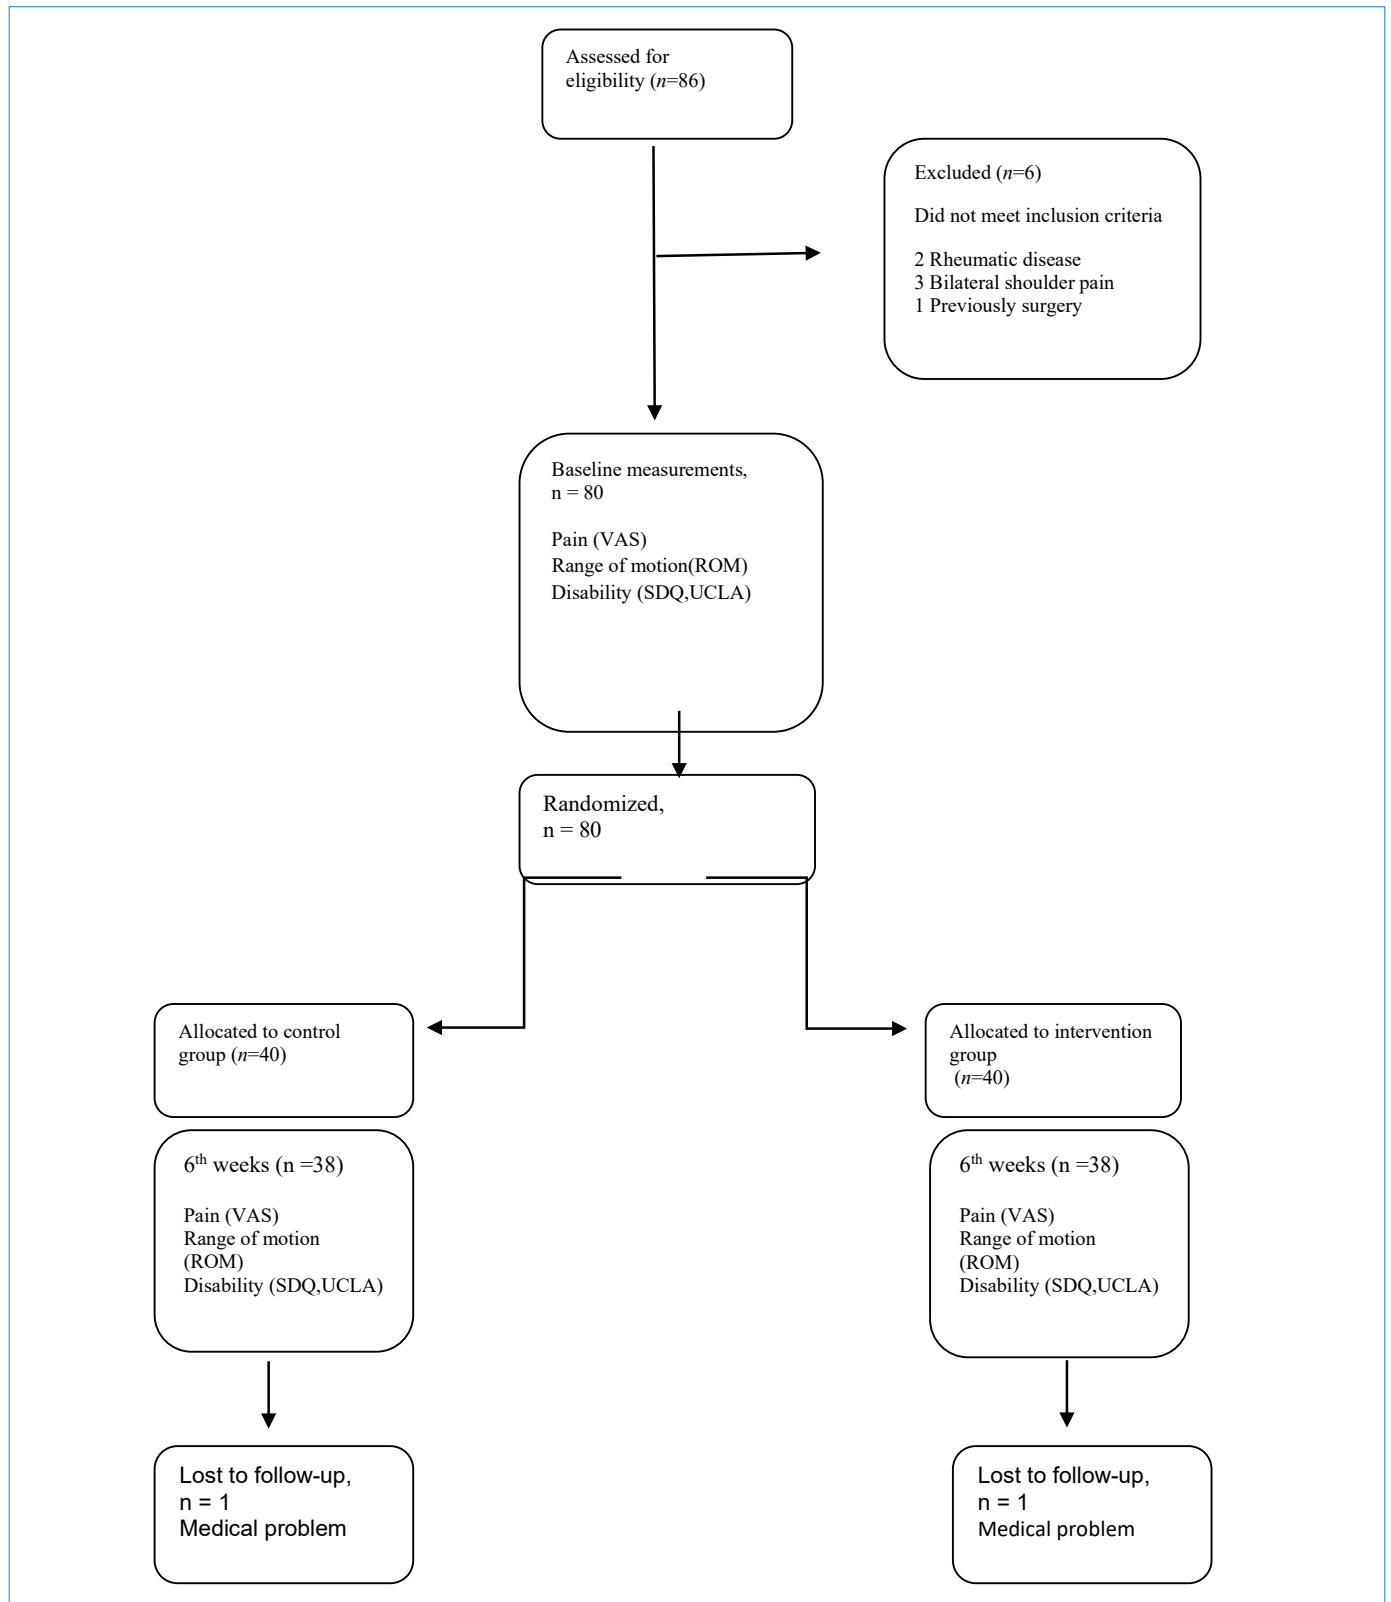 Assessed for
eligibility (n=86)
Excluded (n=6)
Did not meet inclusion criteria
2 Rheumatic disease
3 Bilateral shoulder pain
1 Previously surgery
Baseline measurements,
n = 80
Pain (VAS)
Range of motion(ROM)
Disability (SDQ,UCLA)
Randomized,
n = 80
Allocated to control
group (n=40)
Allocated to intervention
group
(n=40)
6th weeks (n =38)
Pain (VAS)
Range of motion
(ROM)
Disability (SDQ,UCLA)
6th weeks (n =38)
Pain (VAS)
Range of motion
(ROM)
Disability (SDQ,UCLA)
Lost to follow-up,
n = 1
Medical problem
Lost to follow-up,
n = 1
Medical problem